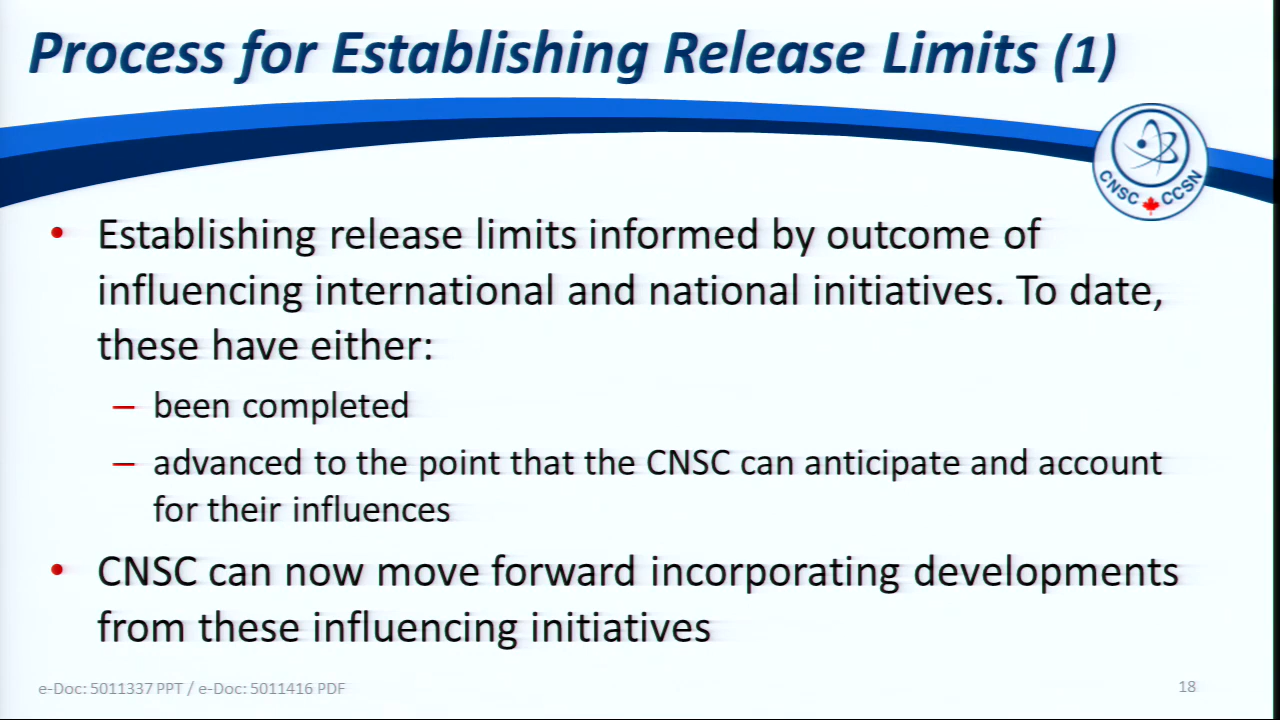 Process for Establishing Release Limits (1)
CNSC CCSN
• Establishing release limits informed by outcome of
influencing international and national initiatives. To date,
these have either:
– been completed
– advanced to the point that the CNSC can anticipate and account
for their influences
• CNSC can now move forward incorporating developments
from these influencing initiatives
e-Doc: 5011337 PPT / e-Doc: 5011416 PDF
18